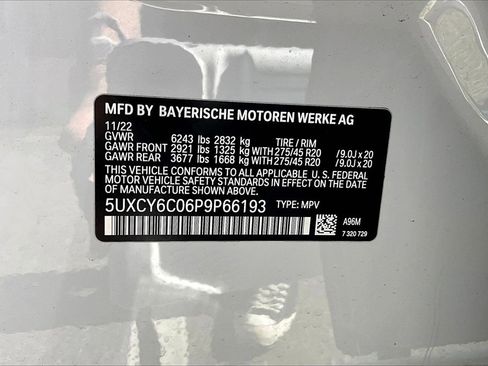 MFD BY BAYERISCHE MOTOREN WERKE AG
11/22
GVWR 6243 lbs 2832 kg TIRE / RIM
GAWR FRONT 2921 lbs 1325 kg WITH 275/45 R20 /9.0J x 20
GAWR REAR 3677 lbs 1668 kg WITH 275/45 R20 /9.0J x 20
THIS VEHICLE CONFORMS TO ALL APPLICABLE U.S. FEDERAL
MOTOR VEHICLE SAFETY AND THEFT PREVENTION STANDARDS
IN EFFECT ON THE DATE OF MANUFACTURE SHOWN ABOVE.
5UXCY6C06P9P66193 TYPE: MPV
A96M
7 320 729